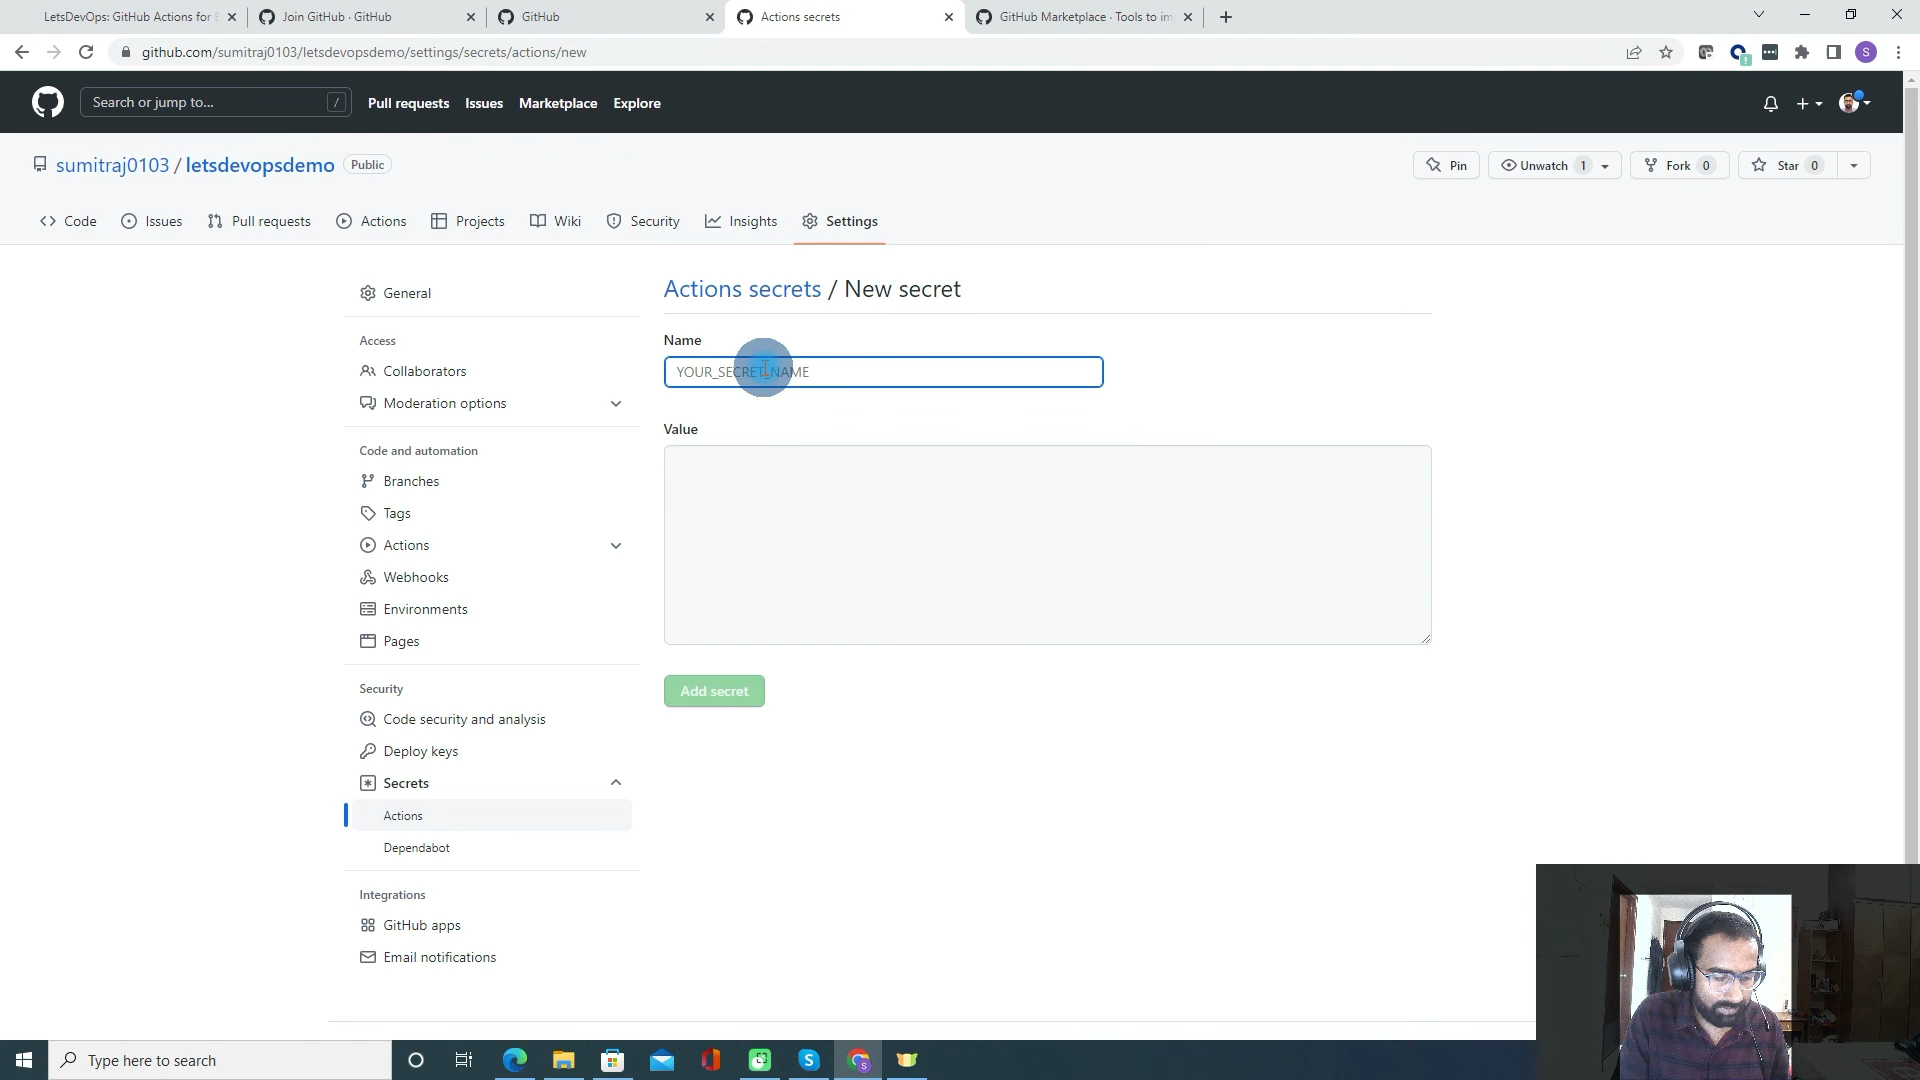 LetsDevOps: GitHub Actions for
Join GitHub · GitHub
GitHub
Actions secrets
GitHub Marketplace · Tools to im
github.com/sumitraj0103/letsdevopsdemo/settings/secrets/actions/new
S
Search or jump to...
/
Pull requests
Issues
Marketplace
Explore
sumitraj0103 / letsdevopsdemo
Public
Pin
Unwatch 1
Fork 0
Star 0
Code
Issues
Pull requests
Actions
Projects
Wiki
Security
Insights
Settings
General
Actions secrets / New secret
Access
Name
Collaborators
YOUR_SECRET_NAME
Moderation options
Value
Code and automation
Branches
Tags
Actions
Webhooks
Environments
Pages
Security
Add secret
Code security and analysis
Deploy keys
Secrets
Actions
Dependabot
Integrations
GitHub apps
Email notifications
Type here to search